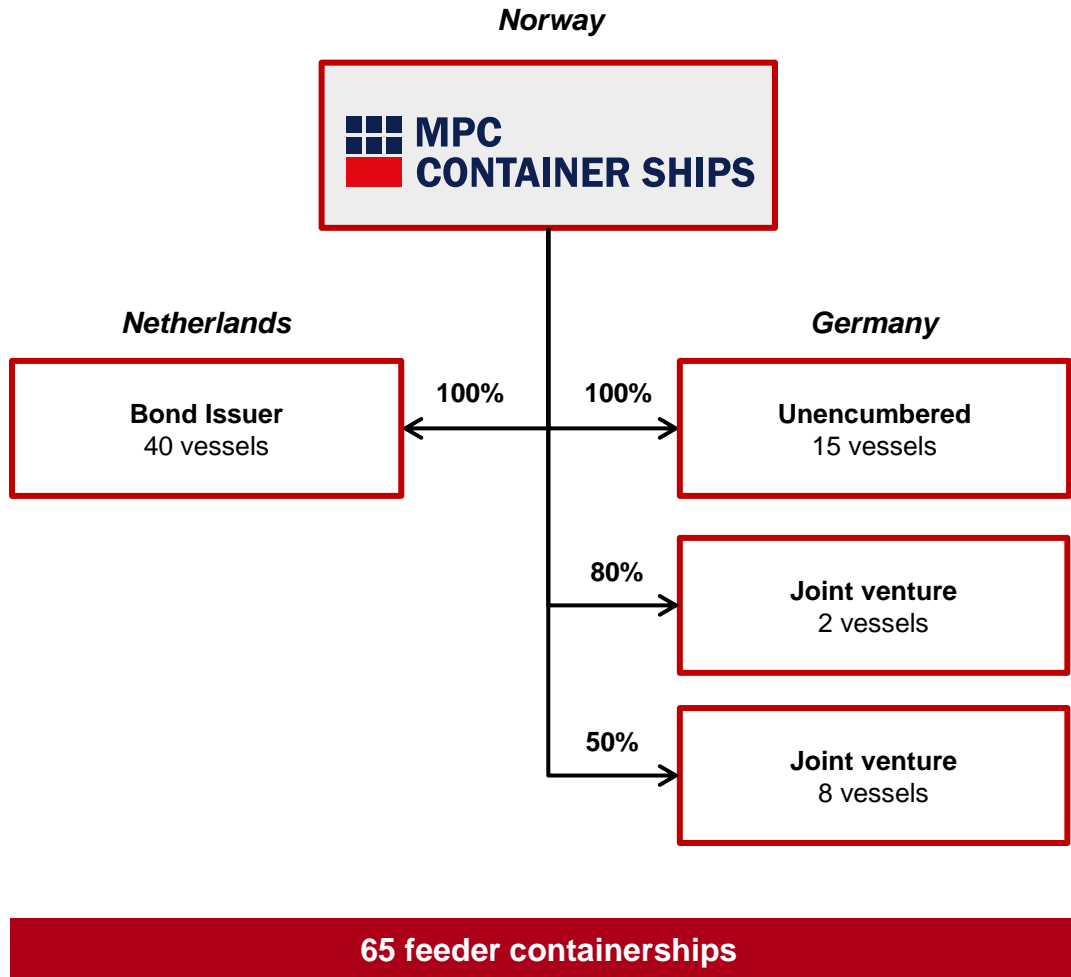 Norway
MPC
CONTAINER SHIPS
Netherlands
Germany
Bond Issuer
40 vessels
100%
100%
Unencumbered
15 vessels
80%
Joint venture
2 vessels
50%
Joint venture
8 vessels
65 feeder containerships